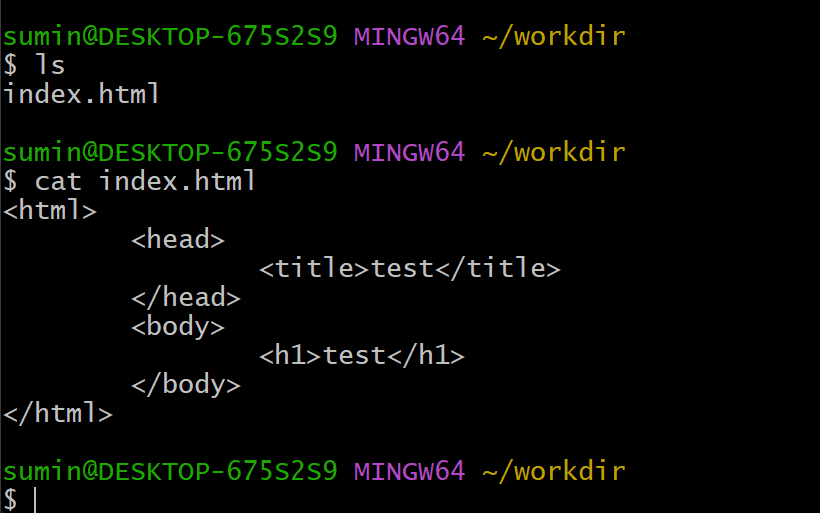 sumin@DESKTOP-675S2S9 MINGW64 ~/workdir
$ ls
index.html
sumin@DESKTOP-675S2S9 MINGW64 ~/workdir
$ cat index.html
<html>
<head>
<title>test</title>
</head>
<body>
<h1>test</h1>
</body>
</html>
sumin@DESKTOP-675S2S9 MINGW64 ~/workdir
$